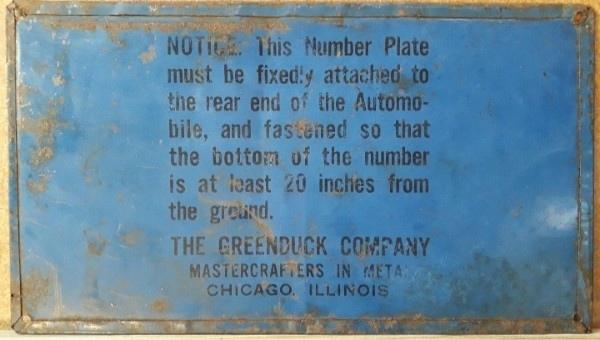 NOTICE: This Number Plate
must be fixedly attached to
the rear end of the Automo-
bile, and fastened so that
the bottom of the number
is at least 20 inches from
the ground.
THE GREENDUCK COMPANY
MASTERCRAFTERS IN METAL
CHICAGO, ILLINOIS